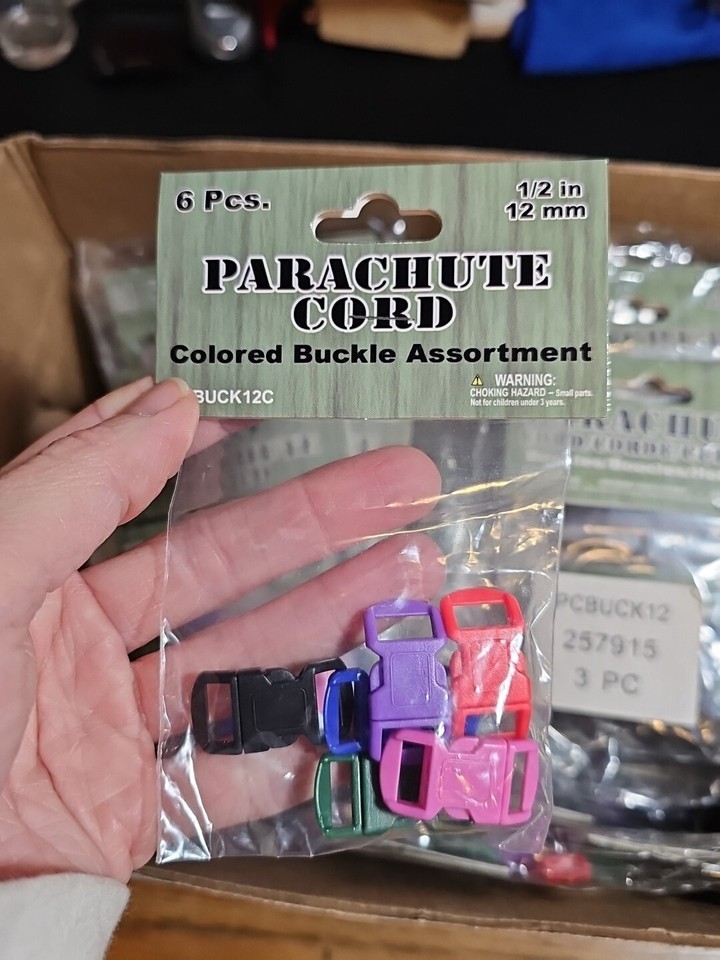 6 Pcs.
1/2 in
12 mm
PARACHUTE
CORD
Colored Buckle Assortment
WARNING:
CHOKING HAZARD – Small parts.
Not for children under 3 years.
BUCK12C
PCBUCK12
257915
3 PC